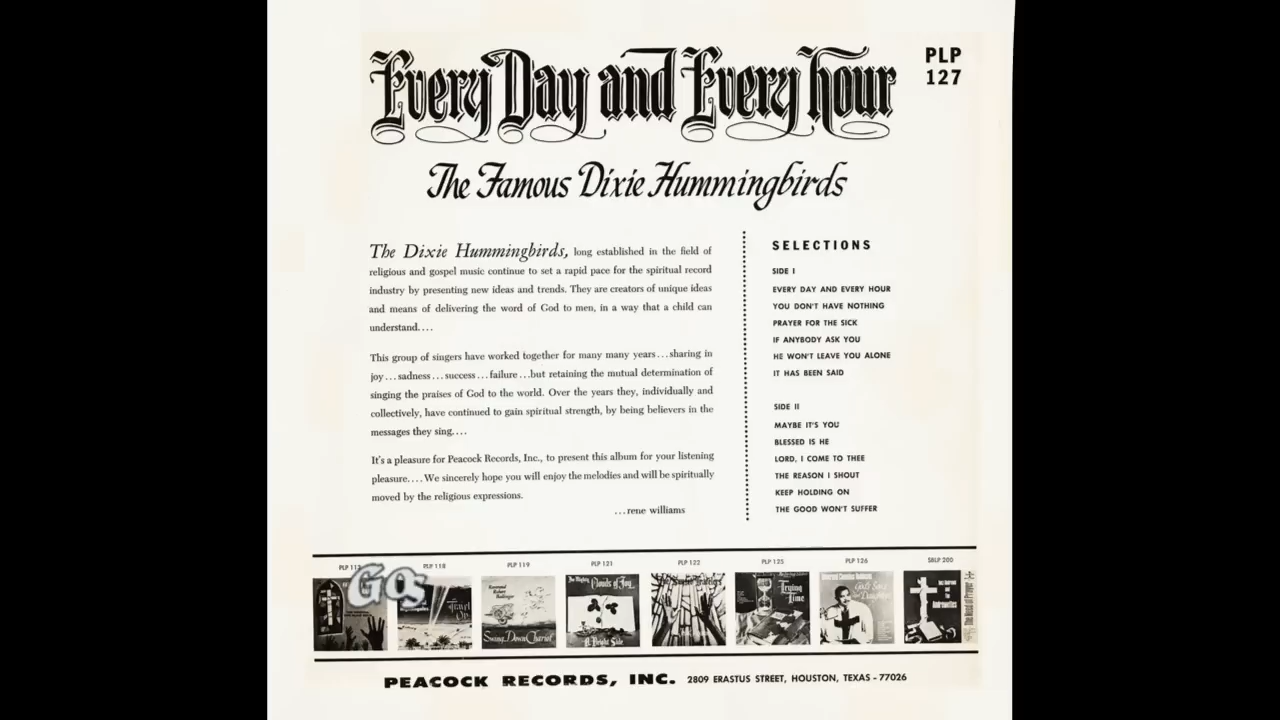 Every Day and Every Hour
PLP
127
The Famous Dixie Hummingbirds
The Dixie Hummingbirds, long established in the field of
religious and gospel music continue to set a rapid pace for the spiritual record
industry by presenting new ideas and trends. They are creators of unique ideas
and means of delivering the word of God to men, in a way that a child can
understand....
This group of singers have worked together for many many years...sharing in
joy...sadness...success...failure...but retaining the mutual determination of
singing the praises of God to the world. Over the years they, individually and
collectively, have continued to gain spiritual strength, by being believers in the
messages they sing....
It's a pleasure for Peacock Records, Inc., to present this album for your listening
pleasure....We sincerely hope you will enjoy the melodies and will be spiritually
moved by the religious expressions.
...rene williams
SELECTIONS
SIDE I
EVERY DAY AND EVERY HOUR
YOU DON'T HAVE NOTHING
PRAYER FOR THE SICK
IF ANYBODY ASK YOU
HE WON'T LEAVE YOU ALONE
IT HAS BEEN SAID
SIDE II
MAYBE IT'S YOU
BLESSED IS HE
LORD, I COME TO THEE
THE REASON I SHOUT
KEEP HOLDING ON
THE GOOD WON'T SUFFER
PLP 118
PLP 119
PLP 121
PLP 122
PLP 125
PLP 126
SRLP 200
GOs
Swing Down Chariot
The Mighty Clouds of Joy
A Bright Side
Trying Time
God's Sons and Daughters
PEACOCK RECORDS, INC. 2809 ERASTUS STREET, HOUSTON, TEXAS - 77026